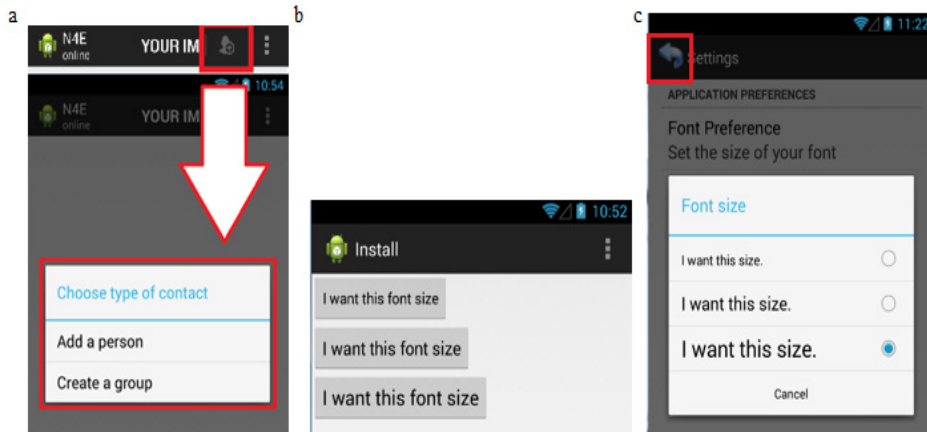 a
N4E
online
YOUR IM
10:54
N4E
online
YOUR IM
Choose type of contact
Add a person
Create a group
b
10:52
Install
I want this font size
I want this font size
I want this font size
c
11:22
Settings
APPLICATION PREFERENCES
Font Preference
Set the size of your font
Font size
I want this size.
I want this size.
I want this size.
Cancel